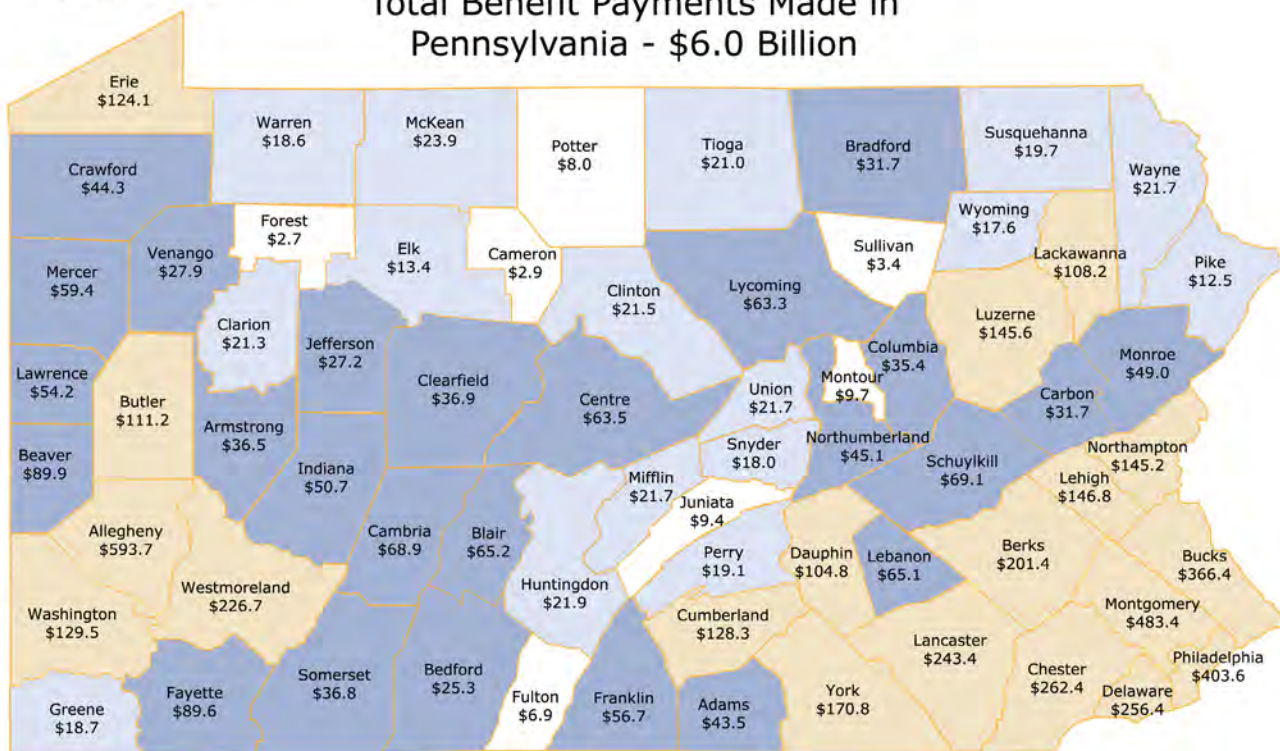 Total Benefit Payments Made in
Pennsylvania - $6.0 Billion
Erie
$124.1
Warren
$18.6
McKean
$23.9
Potter
$8.0
Tioga
$21.0
Bradford
$31.7
Susquehanna
$19.7
Wayne
$21.7
Crawford
$44.3
Forest
$2.7
Elk
$13.4
Cameron
$2.9
Sullivan
$3.4
Wyoming
$17.6
Lackawanna
$108.2
Pike
$12.5
Mercer
$59.4
Venango
$27.9
Clinton
$21.5
Lycoming
$63.3
Luzerne
$145.6
Clarion
$21.3
Jefferson
$27.2
Columbia
$35.4
Monroe
$49.0
Lawrence
$54.2
Butler
$111.2
Clearfield
$36.9
Centre
$63.5
Union
$21.7
Montour
$9.7
Carbon
$31.7
Armstrong
$36.5
Beaver
$89.9
Indiana
$50.7
Snyder
$18.0
Northumberland
$45.1
Schuylkill
$69.1
Northampton
$145.2
Lehigh
$146.8
Mifflin
$21.7
Juniata
$9.4
Allegheny
$593.7
Cambria
$68.9
Blair
$65.2
Perry
$19.1
Dauphin
$104.8
Lebanon
$65.1
Berks
$201.4
Bucks
$366.4
Westmoreland
$226.7
Huntingdon
$21.9
Washington
$129.5
Cumberland
$128.3
Montgomery
$483.4
Lancaster
$243.4
Chester
$262.4
Philadelphia
$403.6
Delaware
$256.4
Greene
$18.7
Fayette
$89.6
Somerset
$36.8
Bedford
$25.3
Fulton
$6.9
Franklin
$56.7
Adams
$43.5
York
$170.8